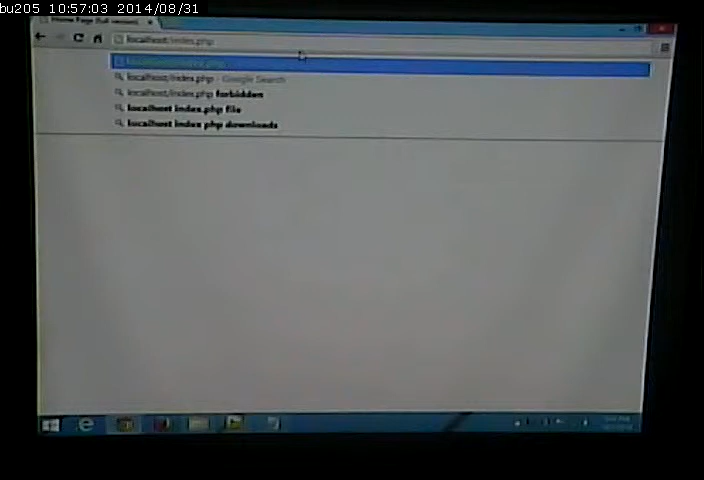 bu205 10:57:03 2014/08/31
Home Page (full version)
localhost/index.php
localhost/index.php - Google Search
localhost/index.php forbidden
localhost index.php file
localhost index php downloads